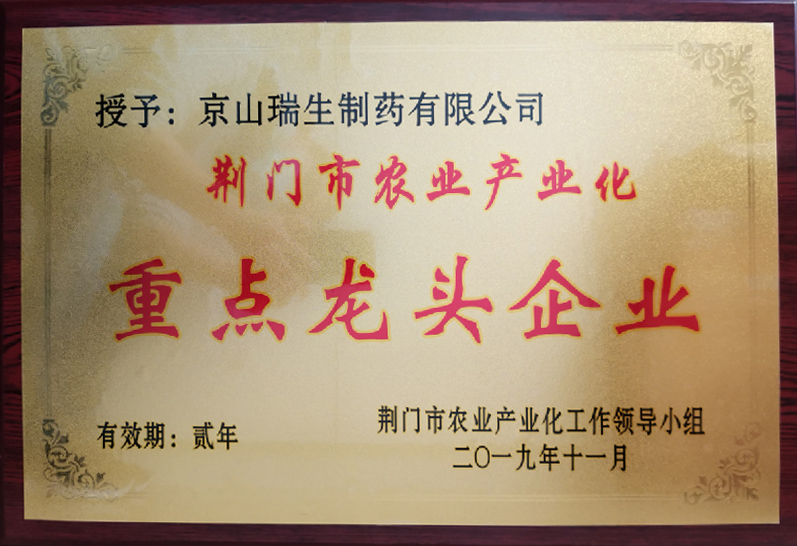 授予：京山瑞生制药有限公司
荆门市农业产业化
重点龙头企业
有效期：贰年
荆门市农业产业化工作领导小组
二〇一九年十一月